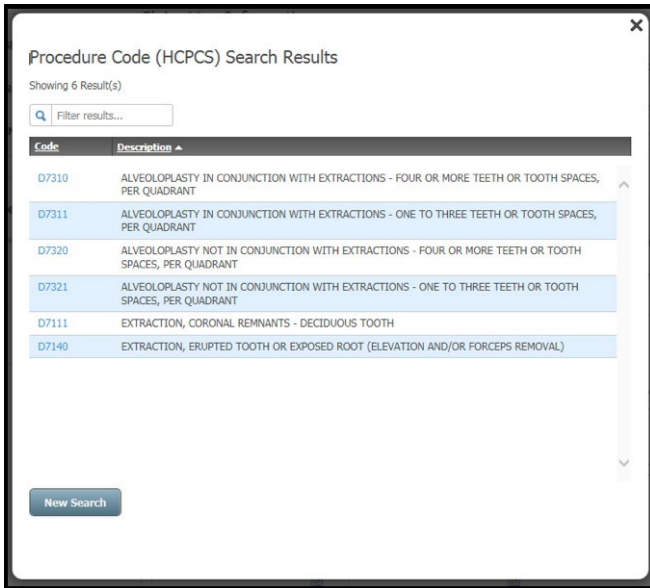 Procedure Code (HCPCS) Search Results
Showing 6 Result(s)
Filter results...
Code Description
D7310 ALVEOLOPLASTY IN CONJUNCTION WITH EXTRACTIONS - FOUR OR MORE TEETH OR TOOTH SPACES,
PER QUADRANT
D7311 ALVEOLOPLASTY IN CONJUNCTION WITH EXTRACTIONS - ONE TO THREE TEETH OR TOOTH SPACES,
PER QUADRANT
D7320 ALVEOLOPLASTY NOT IN CONJUNCTION WITH EXTRACTIONS - FOUR OR MORE TEETH OR TOOTH
SPACES, PER QUADRANT
D7321 ALVEOLOPLASTY NOT IN CONJUNCTION WITH EXTRACTIONS - ONE TO THREE TEETH OR TOOTH
SPACES, PER QUADRANT
D7111 EXTRACTION, CORONAL REMNANTS - DECIDUOUS TOOTH
D7140 EXTRACTION, ERUPTED TOOTH OR EXPOSED ROOT (ELEVATION AND/OR FORCEPS REMOVAL)
New Search